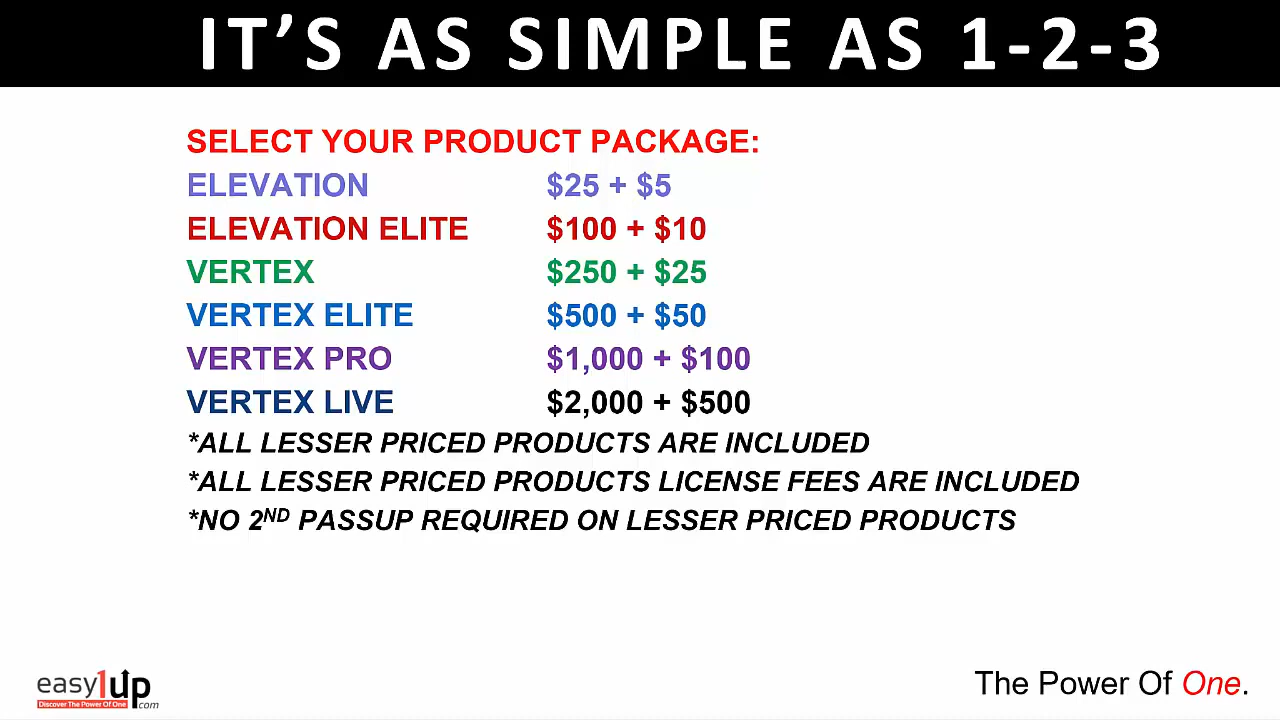 IT’S AS SIMPLE AS 1-2-3
SELECT YOUR PRODUCT PACKAGE:
ELEVATION $25 + $5
ELEVATION ELITE $100 + $10
VERTEX $250 + $25
VERTEX ELITE $500 + $50
VERTEX PRO $1,000 + $100
VERTEX LIVE $2,000 + $500
*ALL LESSER PRICED PRODUCTS ARE INCLUDED
*ALL LESSER PRICED PRODUCTS LICENSE FEES ARE INCLUDED
*NO 2ND PASSUP REQUIRED ON LESSER PRICED PRODUCTS
easy1up
Discover The Power Of One .com
The Power Of One.